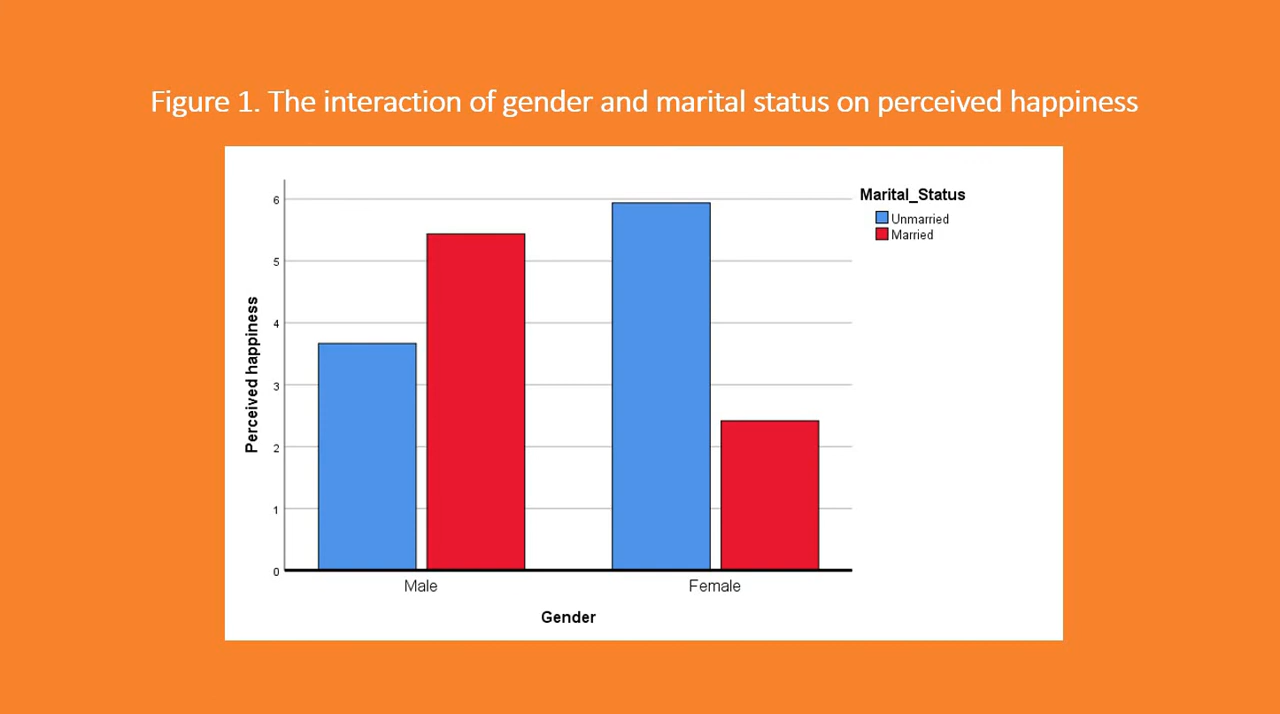 Figure 1. The interaction of gender and marital status on perceived happiness
Marital_Status
Unmarried
Married
Perceived happiness
6
5
4
3
2
1
0
Male
Female
Gender